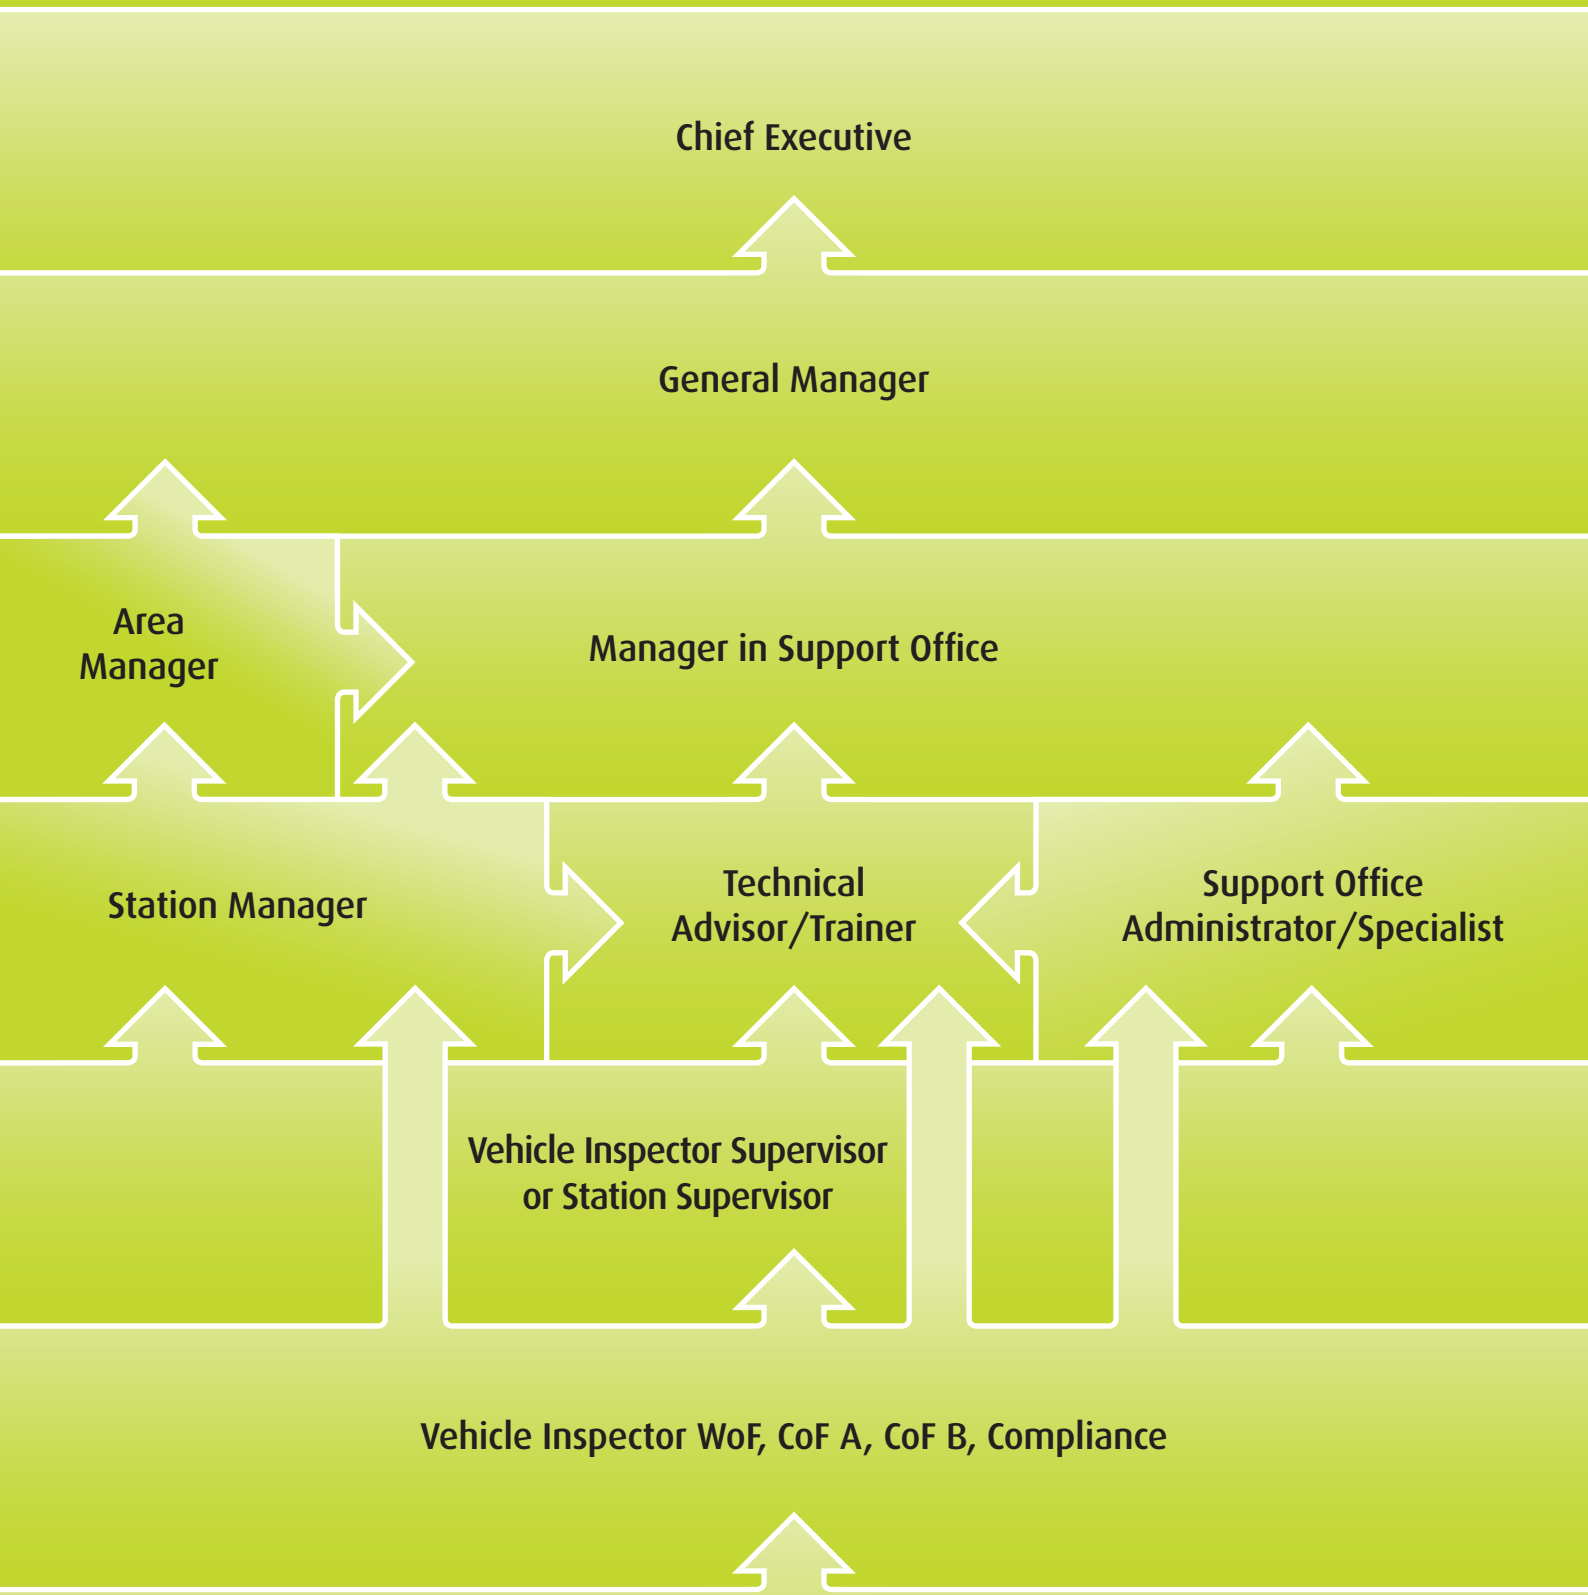 Chief Executive
General Manager
Area
Manager
Manager in Support Office
Station Manager
Technical
Advisor/Trainer
Support Office
Administrator/Specialist
Vehicle Inspector Supervisor
or Station Supervisor
Vehicle Inspector WoF, CoF A, CoF B, Compliance